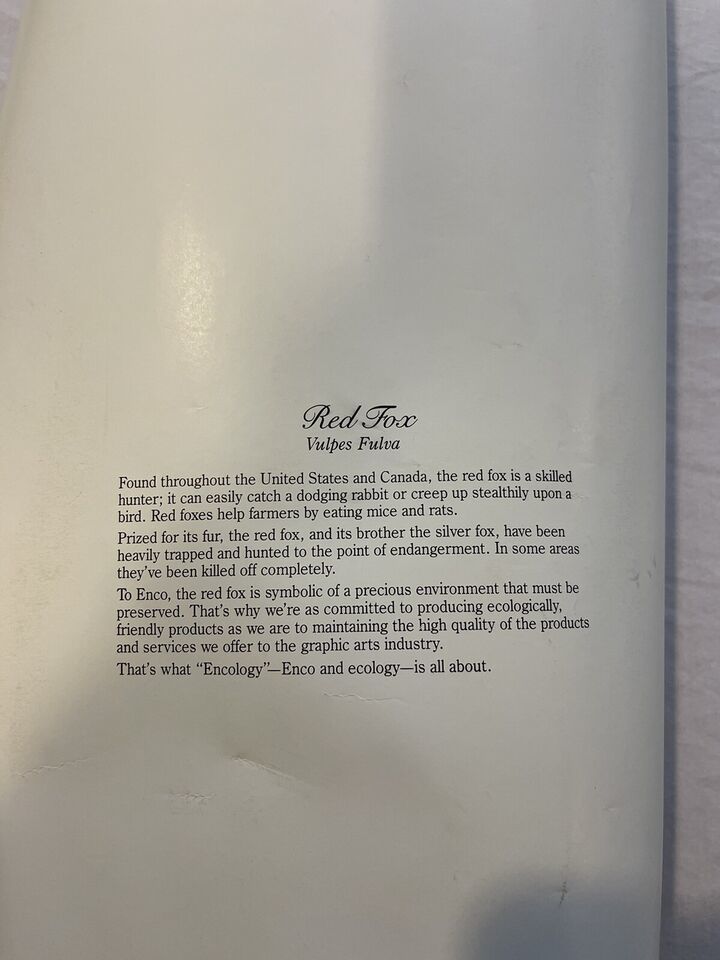 Red Fox
Vulpes Fulva
Found throughout the United States and Canada, the red fox is a skilled
hunter; it can easily catch a dodging rabbit or creep up stealthily upon a
bird. Red foxes help farmers by eating mice and rats.
Prized for its fur, the red fox, and its brother the silver fox, have been
heavily trapped and hunted to the point of endangerment. In some areas
they've been killed off completely.
To Enco, the red fox is symbolic of a precious environment that must be
preserved. That's why we're as committed to producing ecologically,
friendly products as we are to maintaining the high quality of the products
and services we offer to the graphic arts industry.
That's what “Encology”—Enco and ecology—is all about.